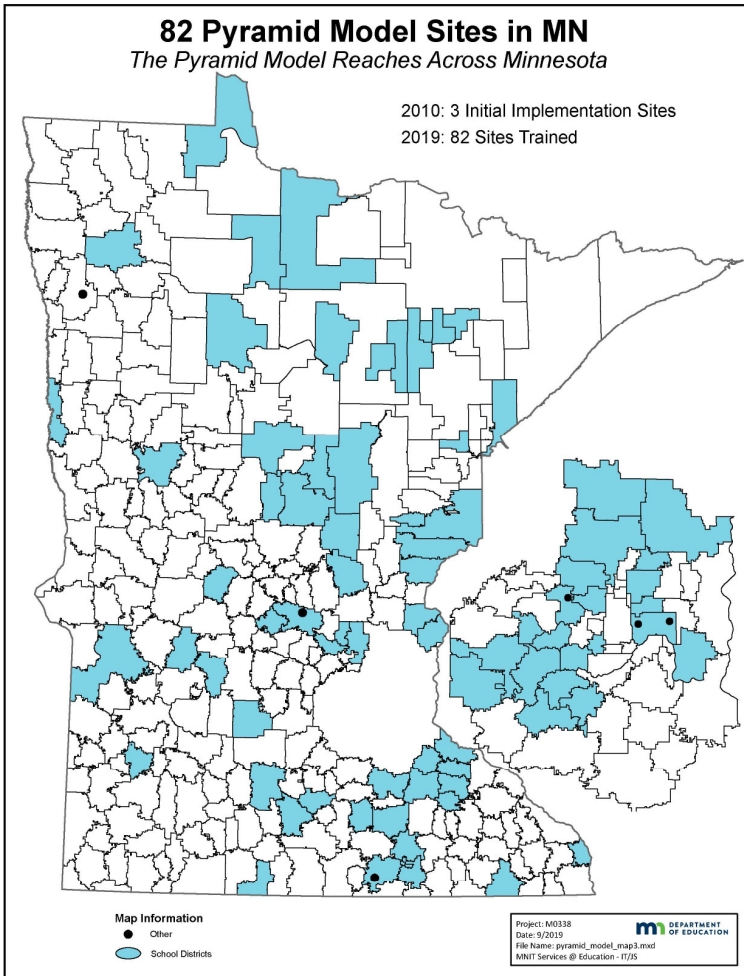 82 Pyramid Model Sites in MN
The Pyramid Model Reaches Across Minnesota
2010: 3 Initial Implementation Sites
2019: 82 Sites Trained
Map Information
Other
School Districts
Project: M0338
Date: 9/2019
File Name: pyramid_model_map3.mxd
MNIT Services @ Education - IT/JS
mn DEPARTMENT
OF EDUCATION